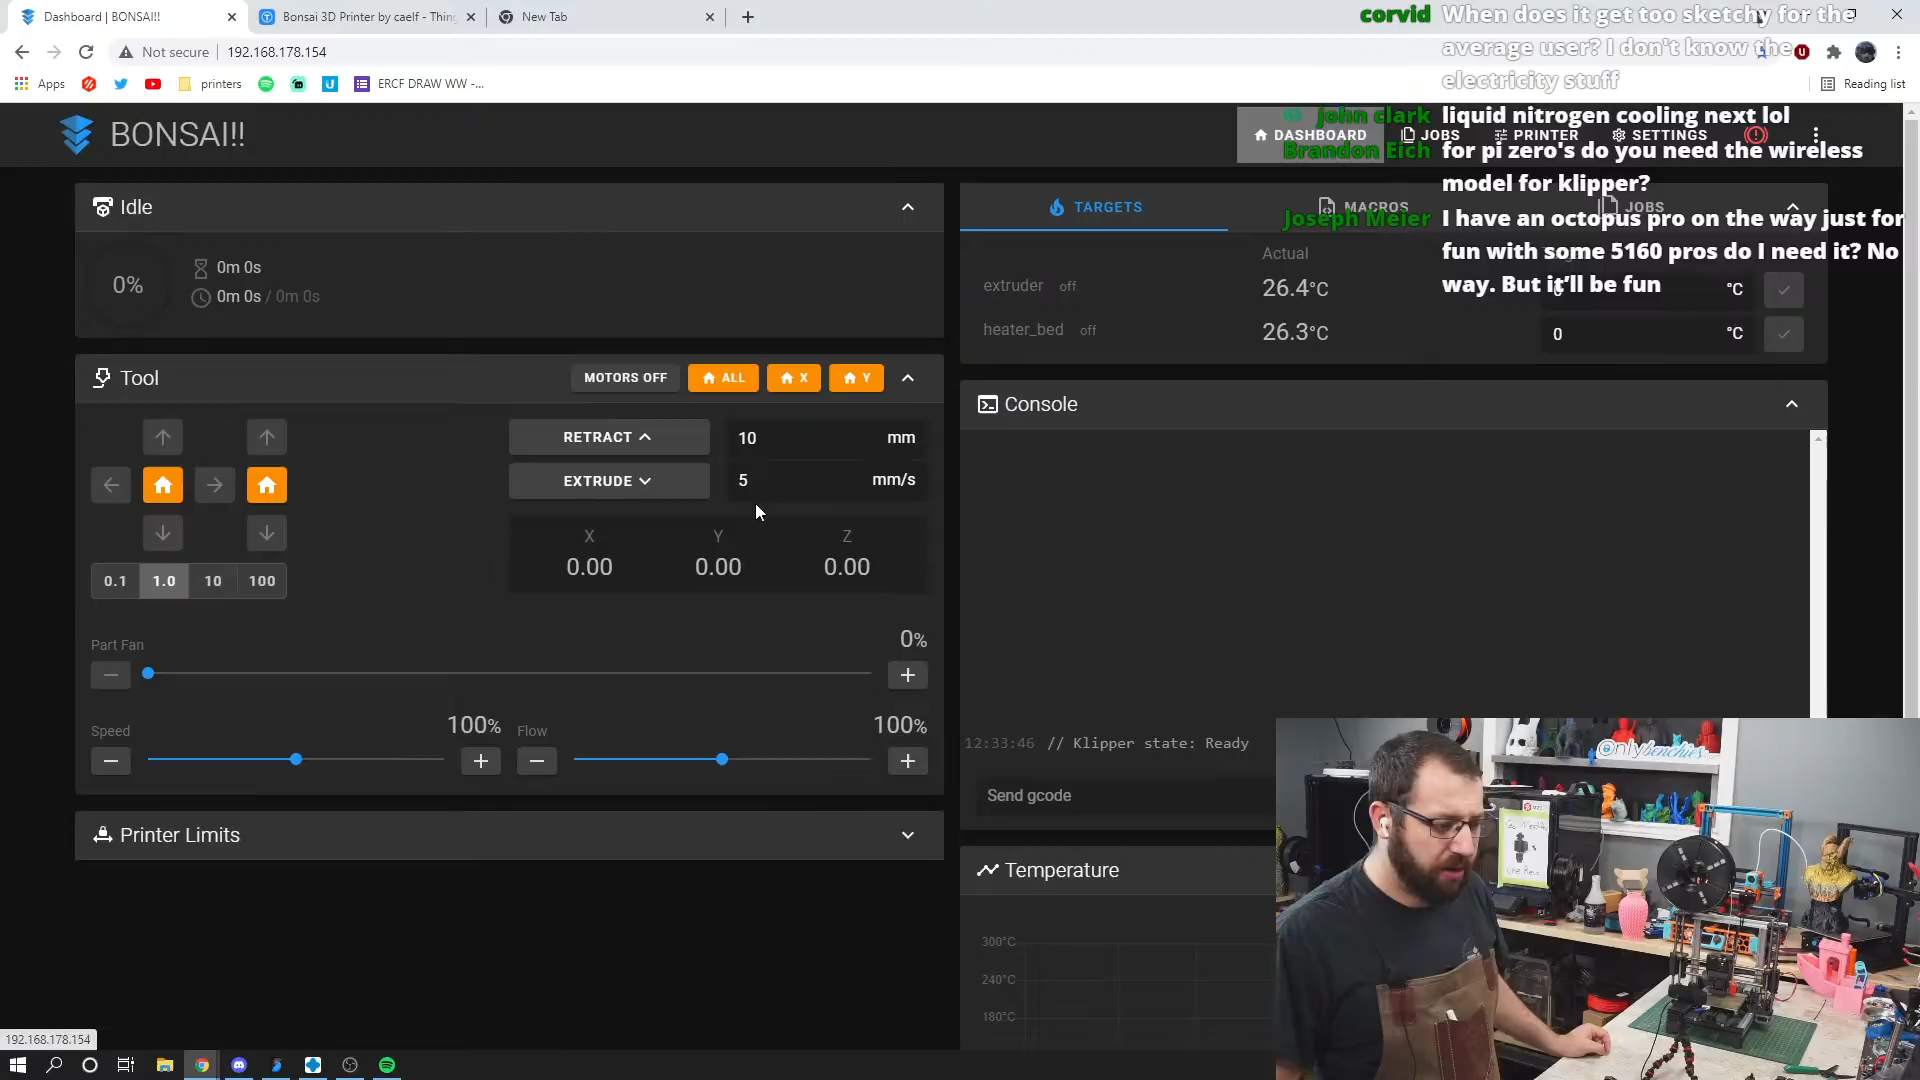 Dashboard | BONSAI!!
Bonsai 3D Printer by caelf - Thing
New Tab
Not secure
192.168.178.154
Apps
printers
ERCF DRAW WW -...
Reading list
corvid When does it get too sketchy for the
average user? I don't know the
electricity stuff
john clark liquid nitrogen cooling next lol
Brandon Eich for pi zero's do you need the wireless
model for klipper?
Joseph Meier I have an octopus pro on the way just for
fun with some 5160 pros do I need it? No
way. But it'll be fun
BONSAI!!
DASHBOARD
JOBS
PRINTER
SETTINGS
Idle
0%
0m 0s
0m 0s / 0m 0s
TARGETS
MACROS
JOBS
Actual
extruder off 26.4°C 0 °C
heater_bed off 26.3°C 0 °C
Tool
MOTORS OFF
ALL
X
Y
RETRACT
10 mm
EXTRUDE
5 mm/s
X Y Z
0.00 0.00 0.00
0.1 1.0 10 100
Part Fan 0%
Speed 100%
Flow 100%
Printer Limits
Console
12:33:46 // Klipper state: Ready
Send gcode
Temperature
300°C
240°C
180°C
@onlybenchies
192.168.178.154